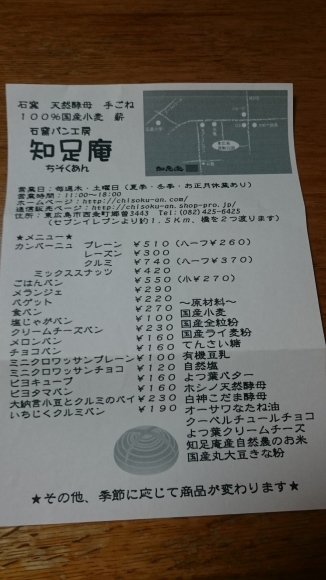 石窯 天然酵母 手ごね
100%国産小麦 薪
石窯パン工房
知足庵
ちそくあん
知足庵
営業日:毎週木・土曜日(夏季・冬季・お正月休業あり)
営業時間:11:00~18:00
ホームページ:http://chisoku-an.com/
通信販売ページ:http://chisoku-an.shop-pro.jp/
住所:東広島市西条町郷曽3443 Tel:(082)425-6425
(セブンイレブンより約1.5Km、橋を2つ渡ります)
★メニュー★
カンパーニュ プレーン ¥510(ハーフ¥260)
レーズン ¥300
クルミ ¥740(ハーフ¥370)
ミックススナッツ ¥420
ごはんパン ¥550(小¥270)
メランジェ ¥290
バゲット ¥220
食パン ¥270
塩じゃがパン ¥100
クリームチーズパン ¥230
メロンパン ¥160
チョコパン ¥160
ミニクロワッサンプレーン ¥100
ミニクロワッサンチョコ ¥120
ピヨキューブ ¥160
ピヨタマパン ¥160
大納言小豆とクルミのパイ ¥230
いちじくクルミパン ¥190
~原材料~
国産小麦
国産全粒粉
国産ライ麦粉
てんさい糖
有機豆乳
自然塩
よつ葉バター
ホシノ天然酵母
白神こだま酵母
オーサワなたね油
クーベルチュールチョコ
よつ葉クリームチーズ
知足庵産自然農のお米
国産丸大豆きな粉
★その他、季節に応じて商品が変わります★